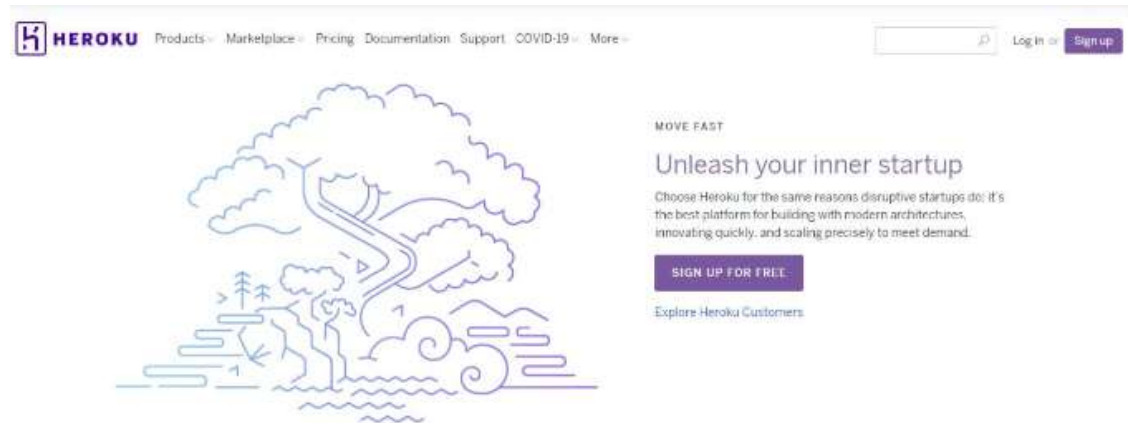 HEROKU Products Marketplace Pricing Documentation Support COVID-19 More Log in or Sign up
MOVE FAST
Unleash your inner startup
Choose Heroku for the same reasons disruptive startups do: it's
the best platform for building with modern architectures,
innovating quickly, and scaling precisely to meet demand.
SIGN UP FOR FREE
Explore Heroku Customers